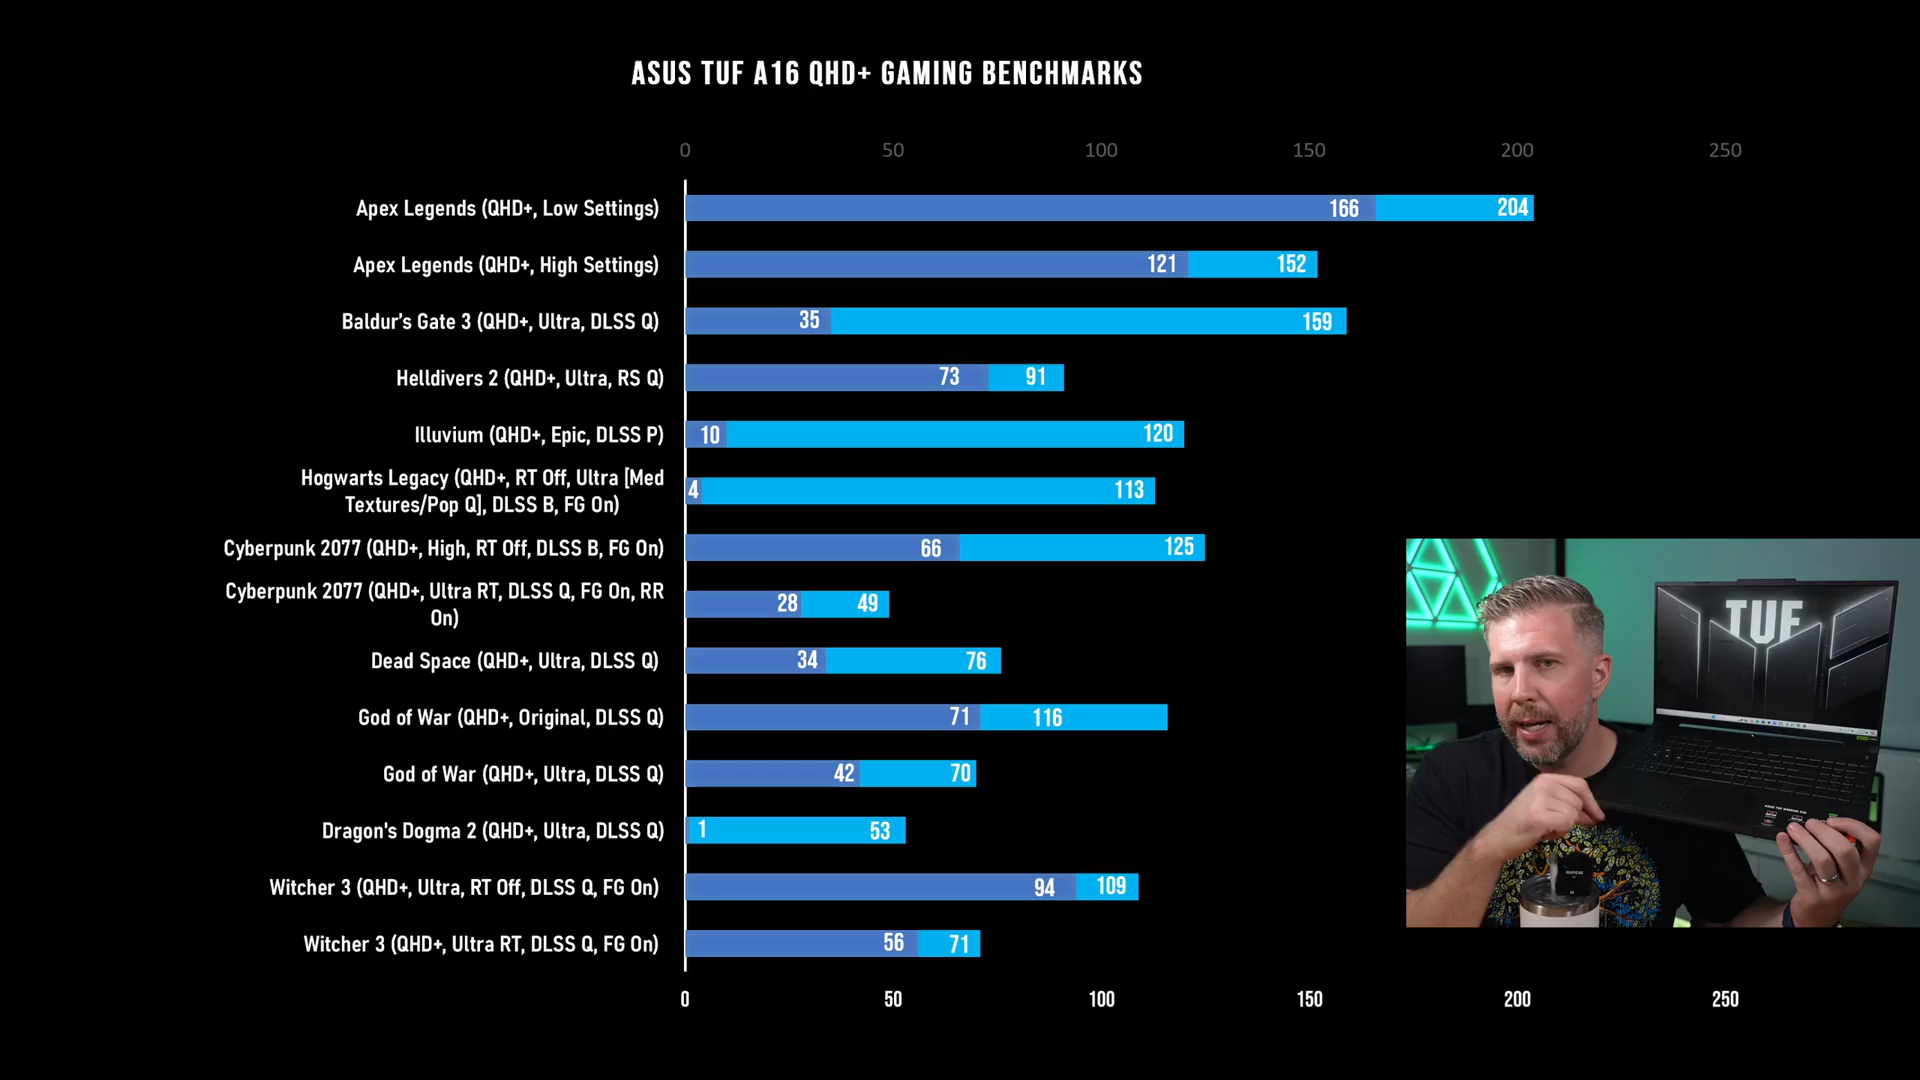 ASUS TUF A16 QHD+ GAMING BENCHMARKS
0 50 100 150 200 250
Apex Legends (QHD+, Low Settings) 166 204
Apex Legends (QHD+, High Settings) 121 152
Baldur's Gate 3 (QHD+, Ultra, DLSS Q) 35 159
Helldivers 2 (QHD+, Ultra, RS Q) 73 91
Illuvium (QHD+, Epic, DLSS P) 10 120
Hogwarts Legacy (QHD+, RT Off, Ultra [Med
Textures/Pop Q], DLSS B, FG On) 4 113
Cyberpunk 2077 (QHD+, High, RT Off, DLSS B, FG On) 66 125
Cyberpunk 2077 (QHD+, Ultra RT, DLSS Q, FG On, RR
On) 28 49
Dead Space (QHD+, Ultra, DLSS Q) 34 76
God of War (QHD+, Original, DLSS Q) 71 116
God of War (QHD+, Ultra, DLSS Q) 42 70
Dragon's Dogma 2 (QHD+, Ultra, DLSS Q) 1 53
Witcher 3 (QHD+, Ultra, RT Off, DLSS Q, FG On) 94 109
Witcher 3 (QHD+, Ultra RT, DLSS Q, FG On) 56 71
0 50 100 150 200 250
TUF